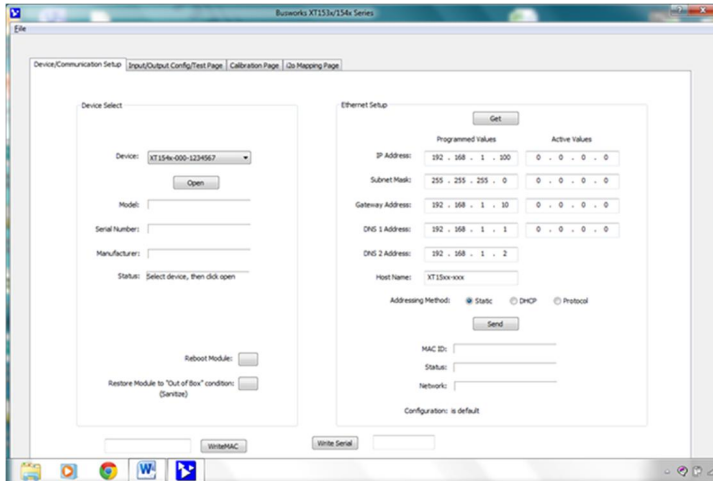 Busworks XT153x/154x Series
File
Device/Communication Setup Input/Output Config/Test Page Calibration Page i2o Mapping Page
Device Select
Device: XT154x-000-1234567
Open
Model:
Serial Number:
Manufacturer:
Status: Select device, then click open
Reboot Module:
Restore Module to "Out of Box" condition:
(Sanitize)
WriteMAC
Ethernet Setup
Get
Programmed Values Active Values
IP Address: 192 . 168 . 1 . 100 0 . 0 . 0 . 0
Subnet Mask: 255 . 255 . 255 . 0 0 . 0 . 0 . 0
Gateway Address: 192 . 168 . 1 . 10 0 . 0 . 0 . 0
DNS 1 Address: 192 . 168 . 1 . 1 0 . 0 . 0 . 0
DNS 2 Address: 192 . 168 . 1 . 2
Host Name: XT15xx-xxx
Addressing Method: Static DHCP Protocol
Send
MAC ID:
Status:
Network:
Configuration: is default
Write Serial